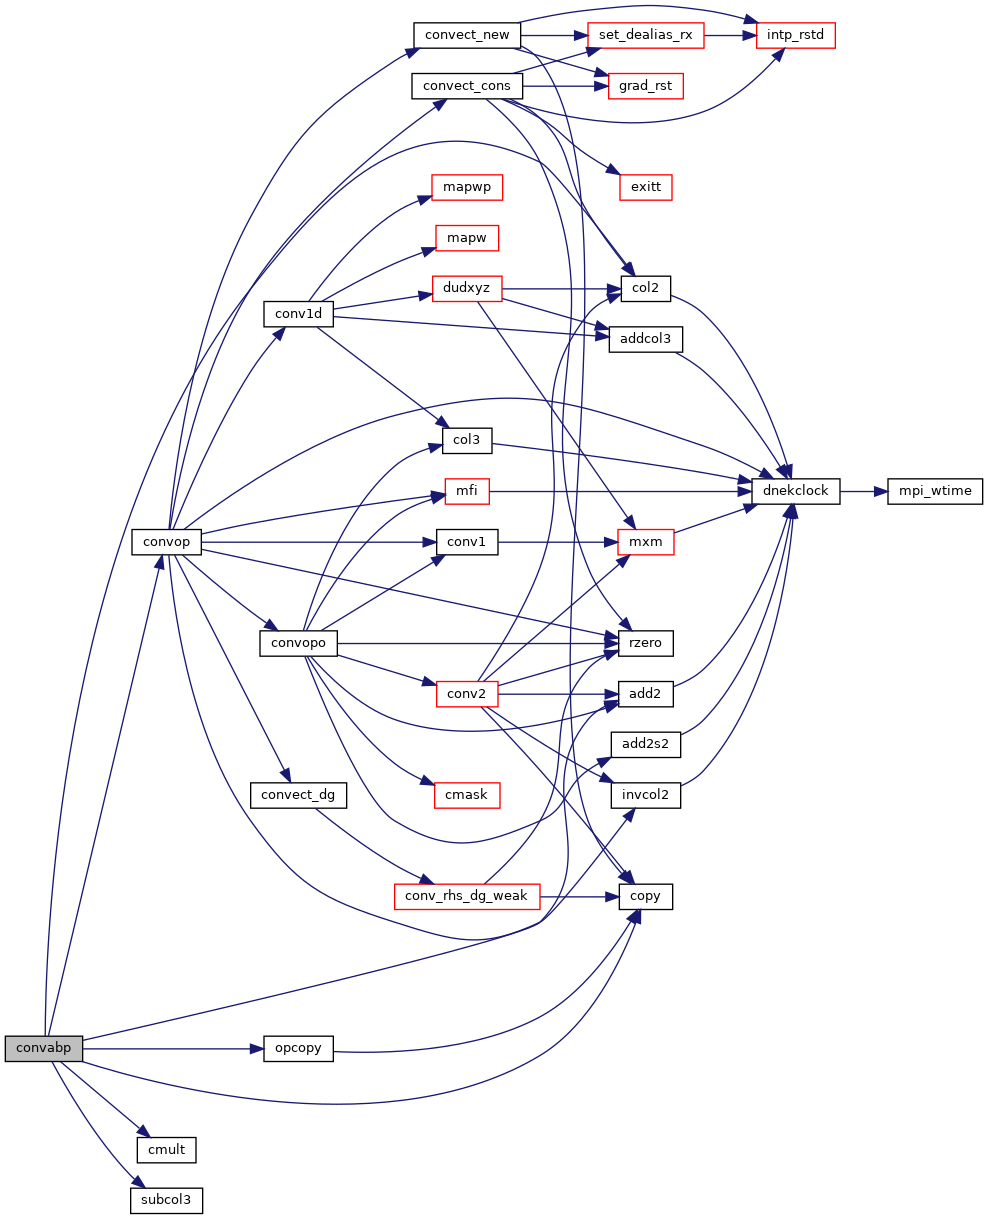 convect_new
set_dealias_rx
intp_rstd
convect_cons
grad_rst
mapwp
exitt
mapw
dudxyz
col2
conv1d
addcol3
col3
mfi
dnekclock
mpi_wtime
convop
conv1
mxm
convopo
rzero
conv2
add2
add2s2
convect_dg
cmask
invcol2
conv_rhs_dg_weak
copy
convabp
opcopy
cmult
subcol3